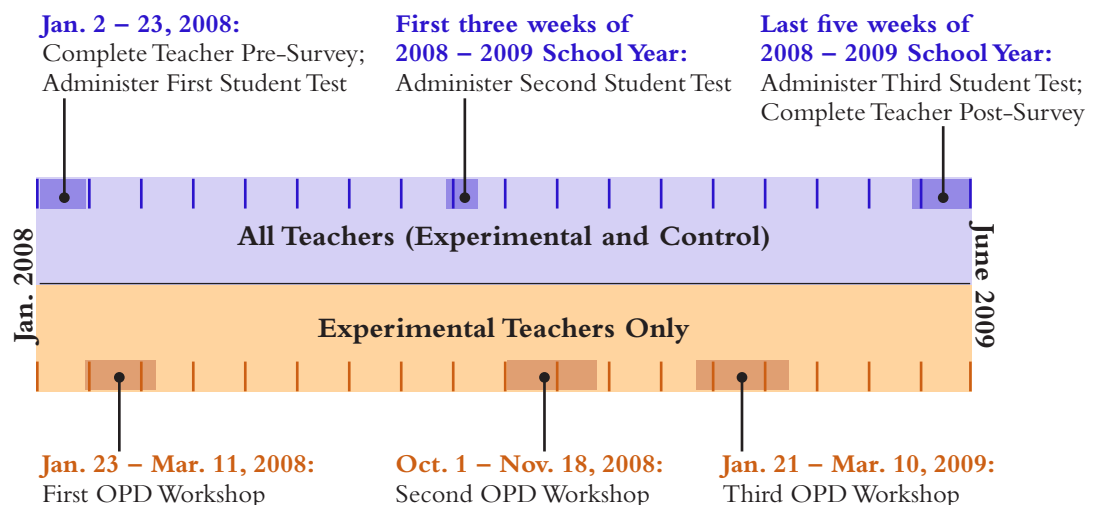 Jan. 2 – 23, 2008:
Complete Teacher Pre-Survey;
Administer First Student Test
First three weeks of
2008 – 2009 School Year:
Administer Second Student Test
Last five weeks of
2008 – 2009 School Year:
Administer Third Student Test;
Complete Teacher Post-Survey
All Teachers (Experimental and Control)
Jan. 2008
June 2009
Experimental Teachers Only
Jan. 23 – Mar. 11, 2008:
First OPD Workshop
Oct. 1 – Nov. 18, 2008:
Second OPD Workshop
Jan. 21 – Mar. 10, 2009:
Third OPD Workshop